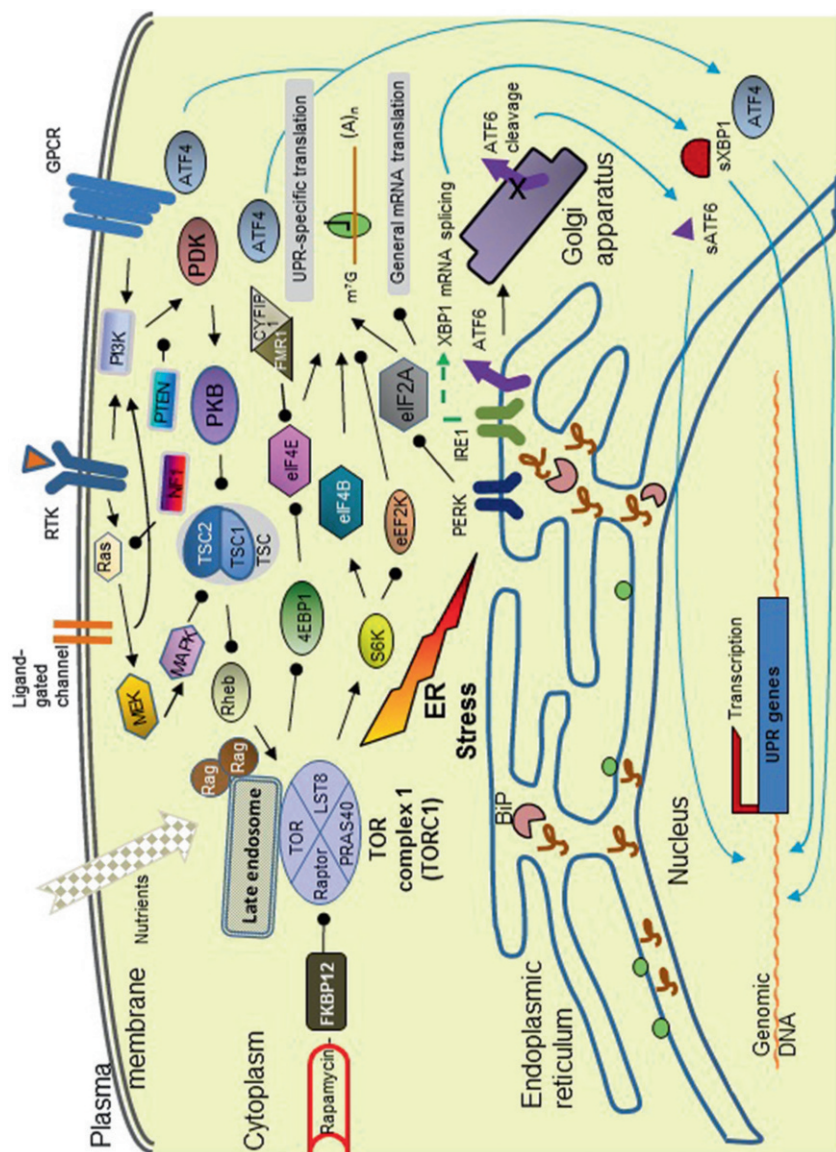 Plasma
membrane
Nutrients
Ligand-
gated
channel
RTK
GPCR
Ras
PI3K
MEK
MAPK
NF1
PTEN
PDK
ATF4
PKB
TSC2
TSC1
TSC
Rheb
Rag
Rag
Late endosome
TOR
LST8
Raptor
PRAS40
TOR
complex 1
(TORC1)
Cytoplasm
Rapamycin
FKBP12
4EBP1
S6K
eIF4E
eIF4B
eEF2K
CYFIP
1
FMR1
ATF4
UPR-specific translation
m⁷G
(A)n
General mRNA translation
eIF2A
ER
Stress
PERK
IRE1
XBP1 mRNA splicing
ATF6
ATF6
cleavage
Golgi
apparatus
Endoplasmic
reticulum
BiP
Nucleus
sATF6
sXBP1
ATF4
Transcription
UPR genes
Genomic
DNA